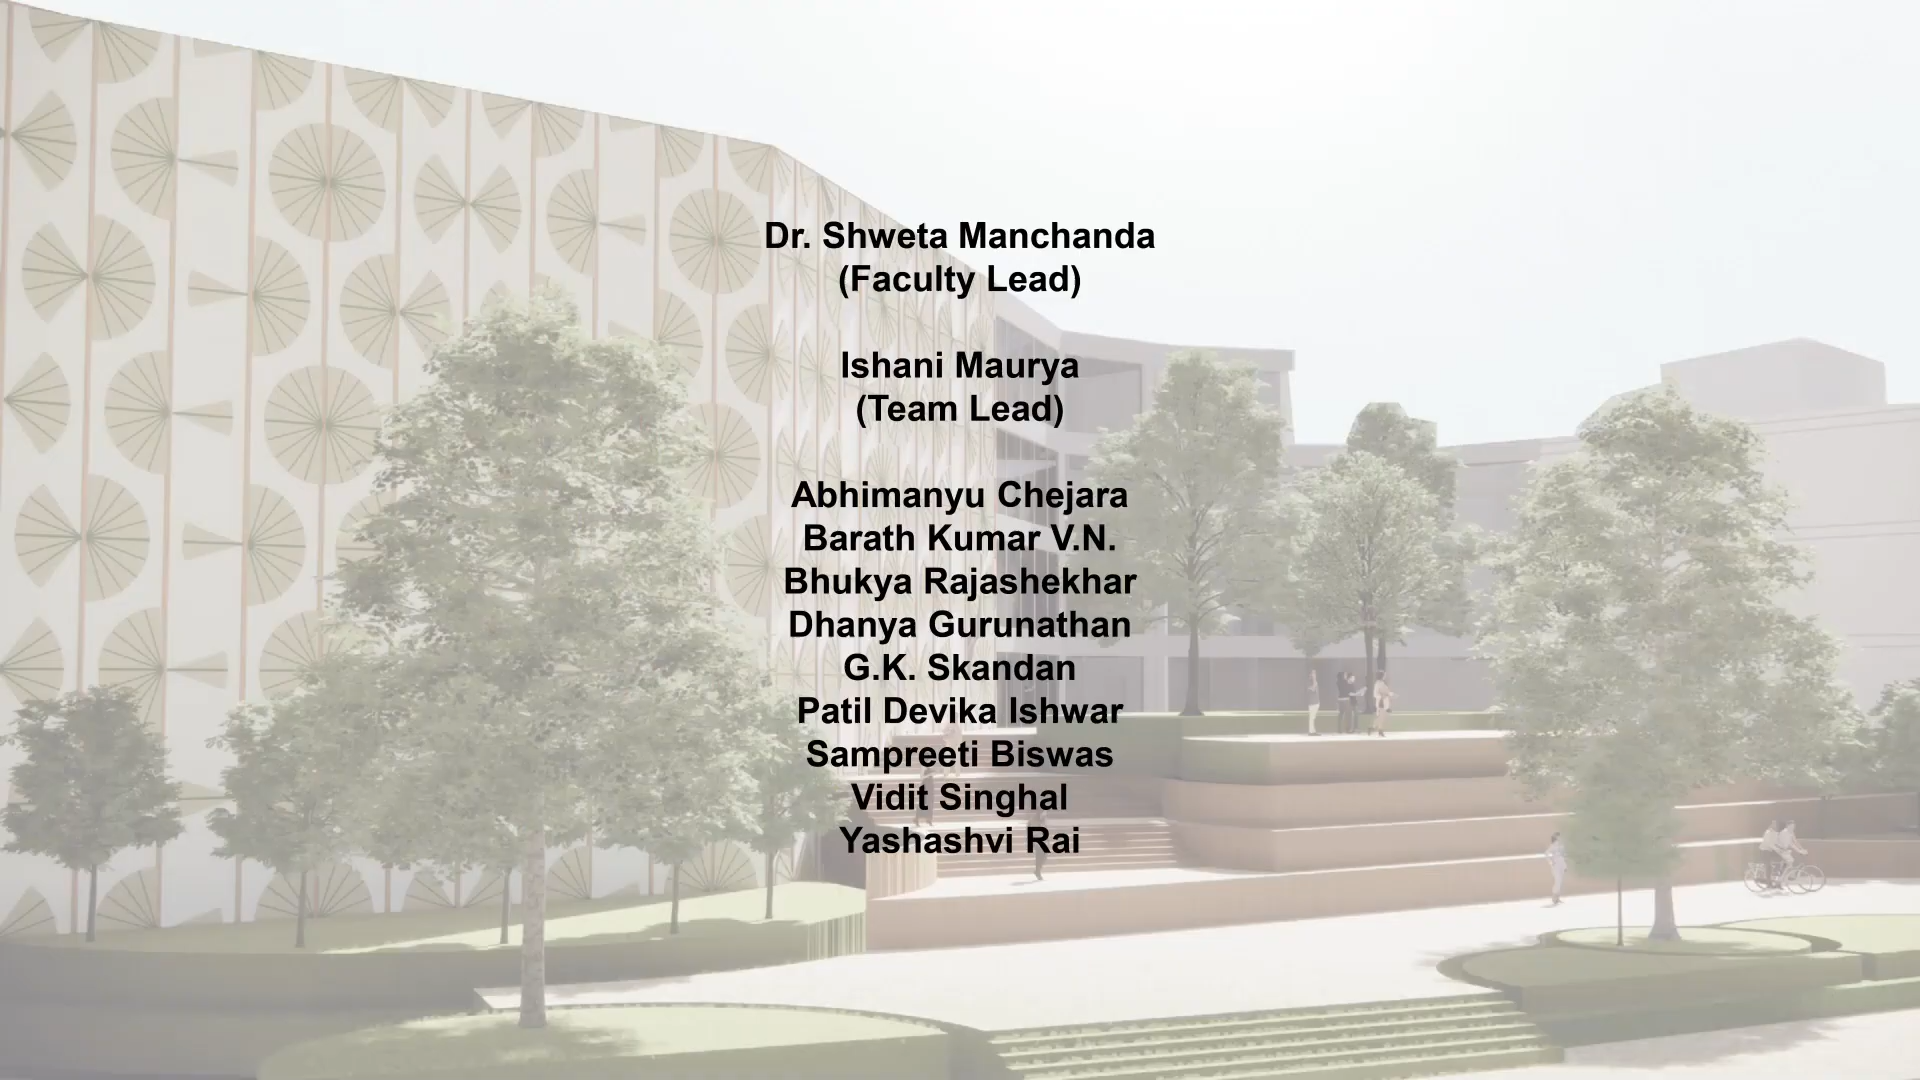 Dr. Shweta Manchanda
(Faculty Lead)
Ishani Maurya
(Team Lead)
Abhimanyu Chejara
Barath Kumar V.N.
Bhukya Rajashekhar
Dhanya Gurunathan
G.K. Skandan
Patil Devika Ishwar
Sampreeti Biswas
Vidit Singhal
Yashashvi Rai